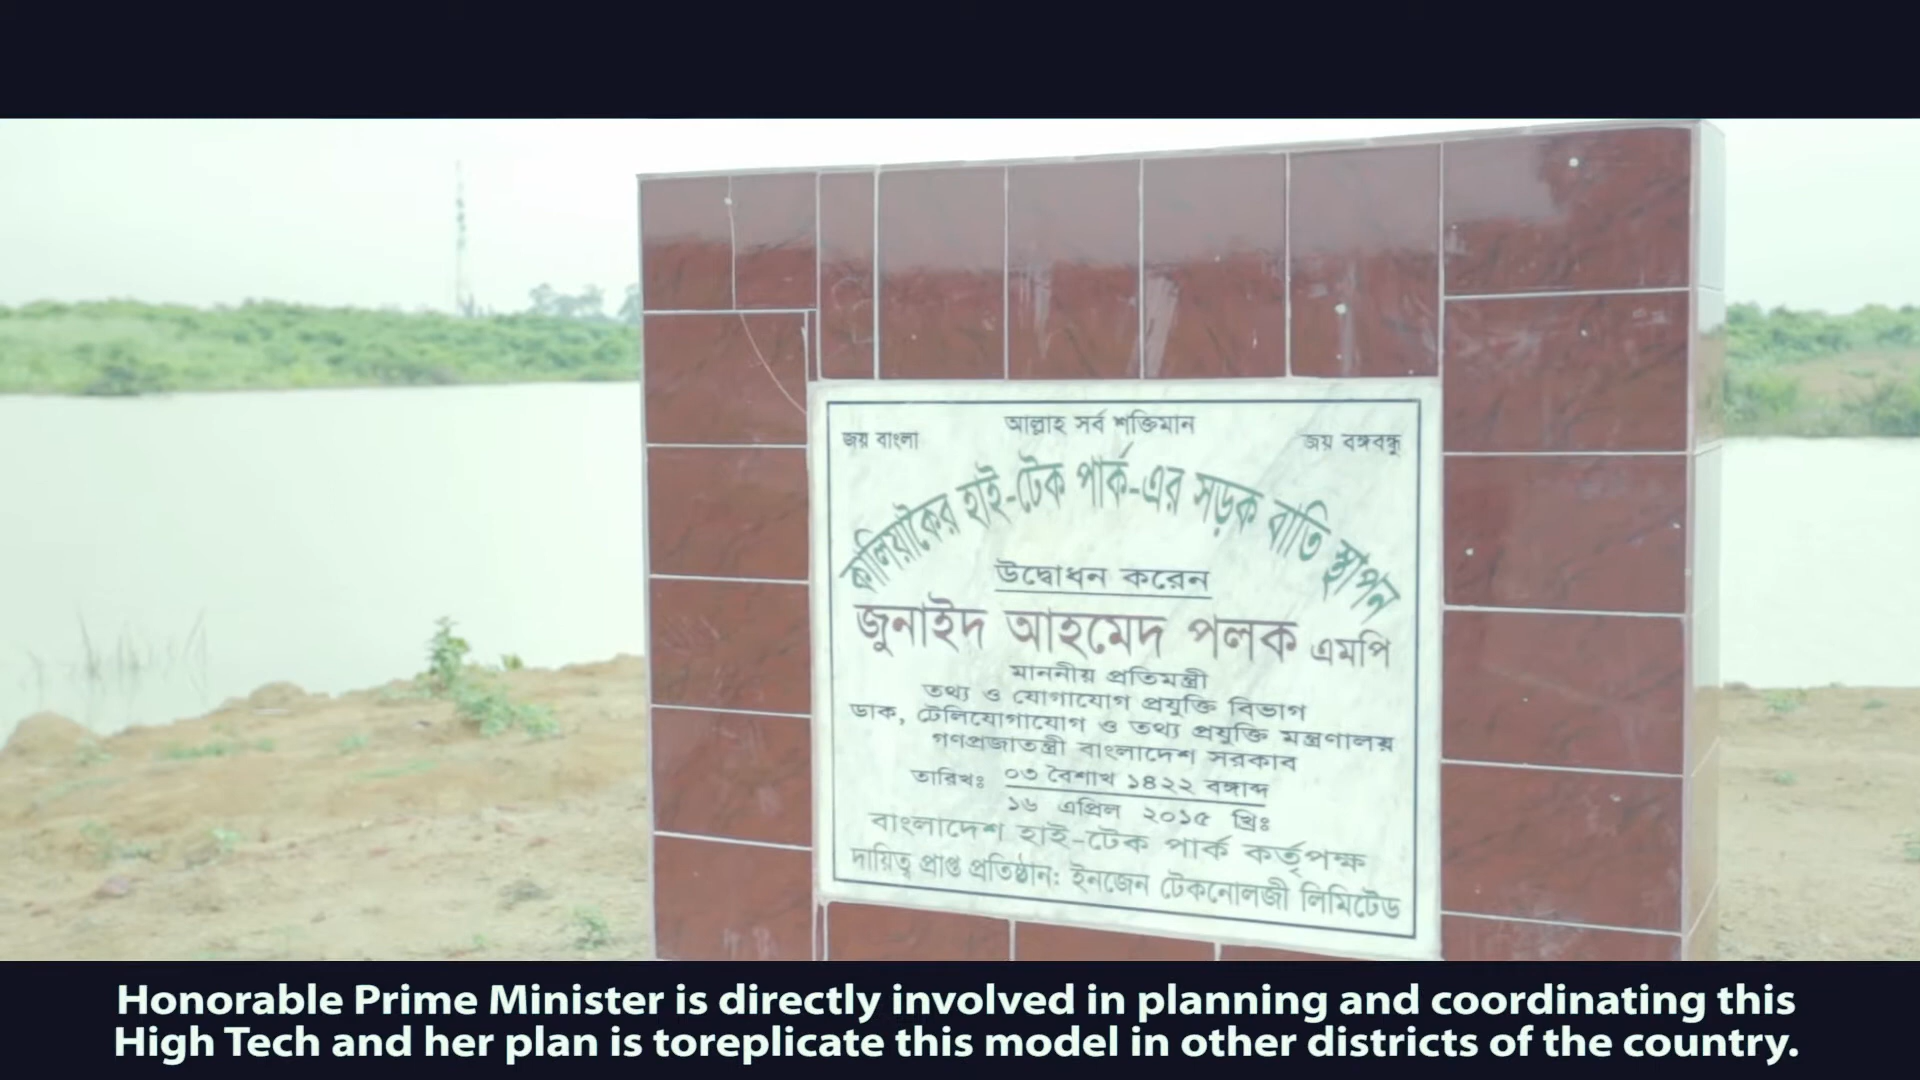 আল্লাহ সর্ব শক্তিমান
জয় বাংলা
জয় বঙ্গবন্ধু
কালিয়াকৈর হাই-টেক পার্ক-এর সড়ক বাতি স্থাপন
উদ্বোধন করেন
জুনাইদ আহমেদ পলক এমপি
মাননীয় প্রতিমন্ত্রী
তথ্য ও যোগাযোগ প্রযুক্তি বিভাগ
ডাক, টেলিযোগাযোগ ও তথ্য প্রযুক্তি মন্ত্রণালয়
গণপ্রজাতন্ত্রী বাংলাদেশ সরকার
তারিখঃ ০৩ বৈশাখ ১৪২২ বঙ্গাব্দ
১৬ এপ্রিল ২০১৫ খ্রিঃ
বাংলাদেশ হাই-টেক পার্ক কর্তৃপক্ষ
দায়িত্ব প্রাপ্ত প্রতিষ্ঠান: ইনজেন টেকনোলজী লিমিটেড
Honorable Prime Minister is directly involved in planning and coordinating this
High Tech and her plan is toreplicate this model in other districts of the country.